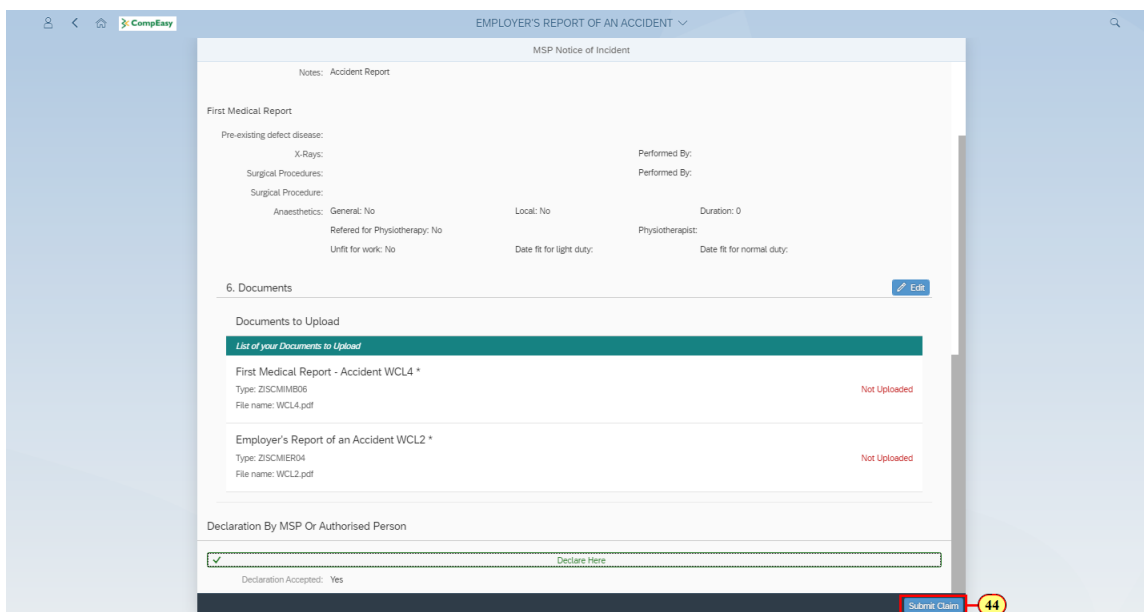 CompEasy
EMPLOYER'S REPORT OF AN ACCIDENT
MSP Notice of Incident
Notes: Accident Report
First Medical Report
Pre-existing defect disease:
X-Rays: Performed By:
Surgical Procedures: Performed By:
Surgical Procedure:
Anaesthetics: General: No Local: No Duration: 0
Refered for Physiotherapy: No Physiotherapist:
Unfit for work: No Date fit for light duty: Date fit for normal duty:
6. Documents Edit
Documents to Upload
List of your Documents to Upload
First Medical Report - Accident WCL4 *
Type: ZISCMIMB06 Not Uploaded
File name: WCL4.pdf
Employer's Report of an Accident WCL2 *
Type: ZISCMIER04 Not Uploaded
File name: WCL2.pdf
Declaration By MSP Or Authorised Person
Declare Here
Declaration Accepted: Yes
Submit Claim 44